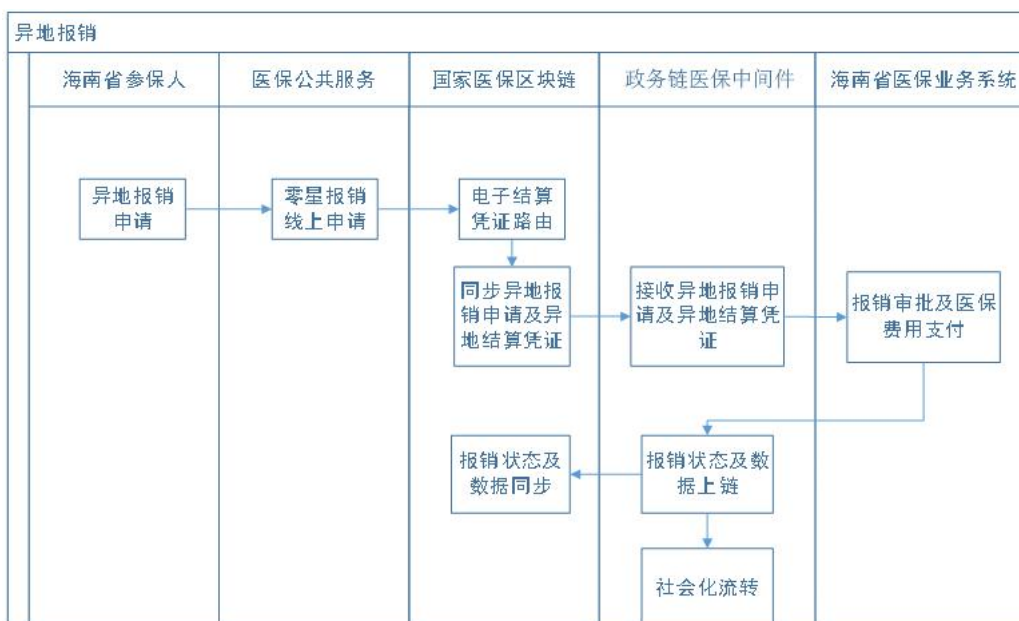 异地报销
海南省参保人
医保公共服务
国家医保区块链
政务链医保中间件
海南省医保业务系统
异地报销
申请
零星报销
线上申请
电子结算
凭证路由
同步异地报
销申请及异
地结算凭证
接收异地报销申
请及异地结算凭
证
报销审批及医保
费用支付
报销状态及
数据同步
报销状态及数
据上链
社会化流转